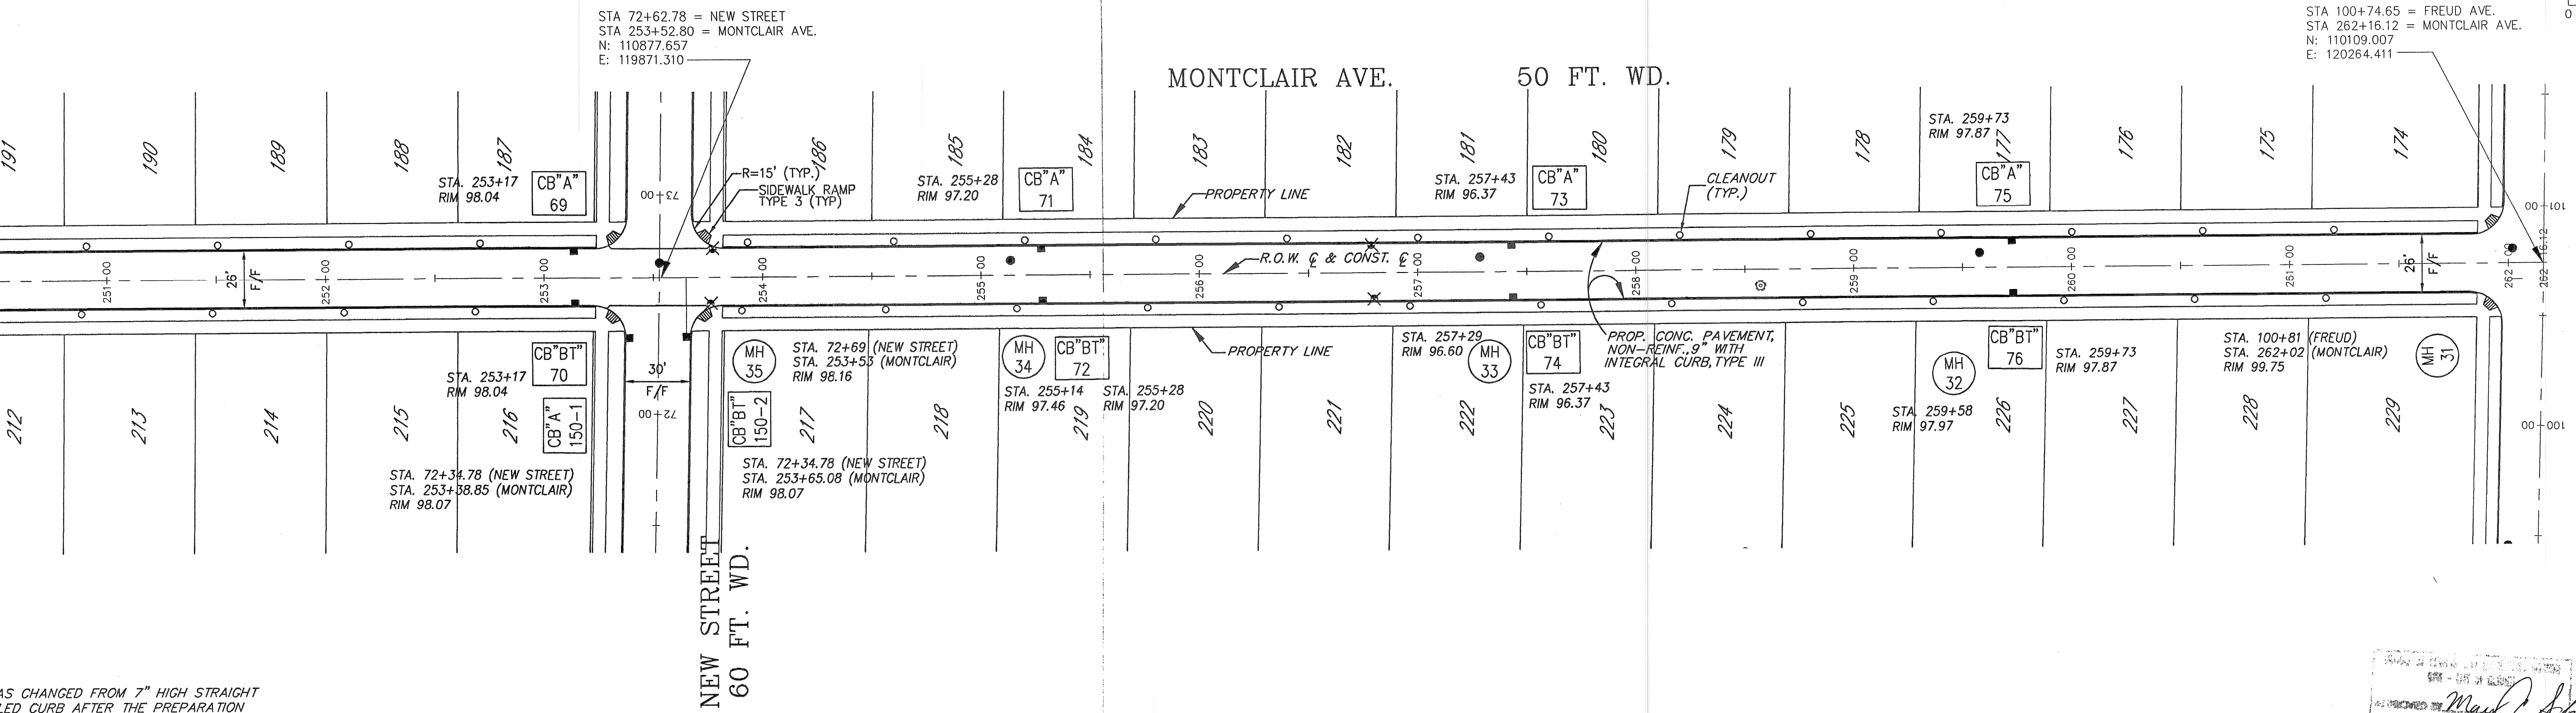 STA 72+62.78 = NEW STREET
STA 253+52.80 = MONTCLAIR AVE.
N: 110877.657
E: 119871.310
STA 100+74.65 = FREUD AVE.
STA 262+16.12 = MONTCLAIR AVE.
N: 110109.007
E: 120264.411
0
MONTCLAIR AVE. 50 FT. WD.
191
190
189
188
187
186
185
184
183
182
181
180
179
178
177
176
175
174
STA. 253+17
RIM 98.04
CB"A"
69
73+00
R=15' (TYP.)
SIDEWALK RAMP
TYPE 3 (TYP)
STA. 255+28
RIM 97.20
CB"A"
71
PROPERTY LINE
STA. 257+43
RIM 96.37
CB"A"
73
CLEANOUT
(TYP.)
STA. 259+73
RIM 97.87
CB"A"
75
101+00
251+00
26'
F/F
252+00
253+00
254+00
255+00
256+00
R.O.W. ℄ & CONST. ℄
257+00
258+00
259+00
260+00
261+00
26'
F/F
262+00
262+16.12
CB"BT"
70
STA. 253+17
RIM 98.04
30'
F/F
72+00
MH
35
STA. 72+69 (NEW STREET)
STA. 253+53 (MONTCLAIR)
RIM 98.16
MH
34
STA. 255+14
RIM 97.46
CB"BT"
72
STA. 255+28
RIM 97.20
PROPERTY LINE
STA. 257+29
RIM 96.60
MH
33
CB"BT"
74
STA. 257+43
RIM 96.37
PROP. CONC. PAVEMENT,
NON-REINF.,9" WITH
INTEGRAL CURB, TYPE III
MH
32
STA. 259+58
RIM 97.97
CB"BT"
76
STA. 259+73
RIM 97.87
STA. 100+81 (FREUD)
STA. 262+02 (MONTCLAIR)
RIM 99.75
MH
31
100+00
212
213
214
215
216
217
218
219
220
221
222
223
224
225
226
227
228
229
CB"A"
150-1
CB"BT"
150-2
STA. 72+34.78 (NEW STREET)
STA. 253+38.85 (MONTCLAIR)
RIM 98.07
STA. 72+34.78 (NEW STREET)
STA. 253+65.08 (MONTCLAIR)
RIM 98.07
NEW STREET
60 FT. WD.
AS CHANGED FROM 7" HIGH STRAIGHT
LED CURB AFTER THE PREPARATION